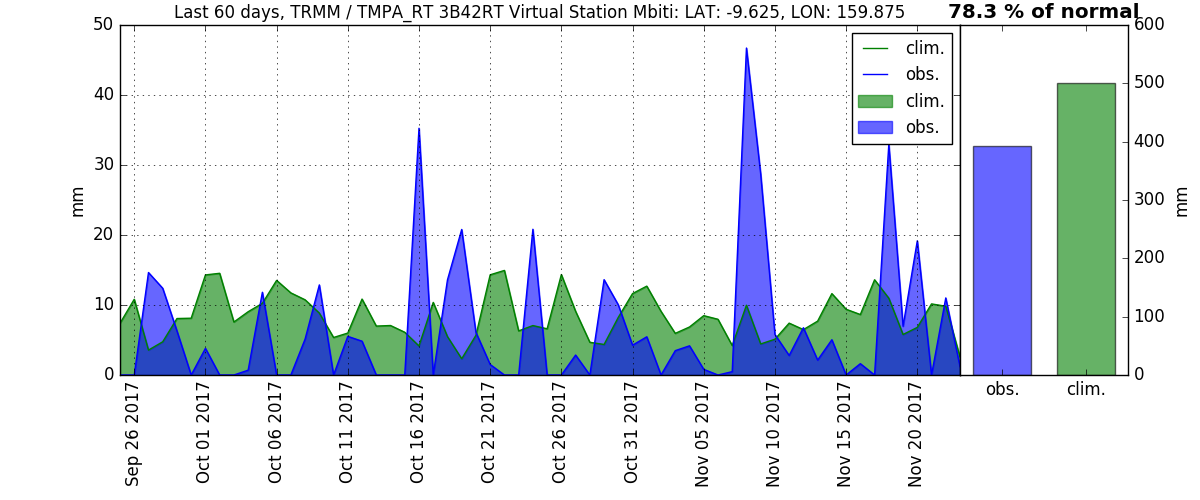 Last 60 days, TRMM / TMPA_RT 3B42RT Virtual Station Mbiti: LAT: -9.625, LON: 159.875
78.3 % of normal
50
40
30
20
10
0
mm
clim.
obs.
clim.
obs.
600
500
400
300
200
100
0
mm
Sep 26 2017
Oct 01 2017
Oct 06 2017
Oct 11 2017
Oct 16 2017
Oct 21 2017
Oct 26 2017
Oct 31 2017
Nov 05 2017
Nov 10 2017
Nov 15 2017
Nov 20 2017
obs.
clim.